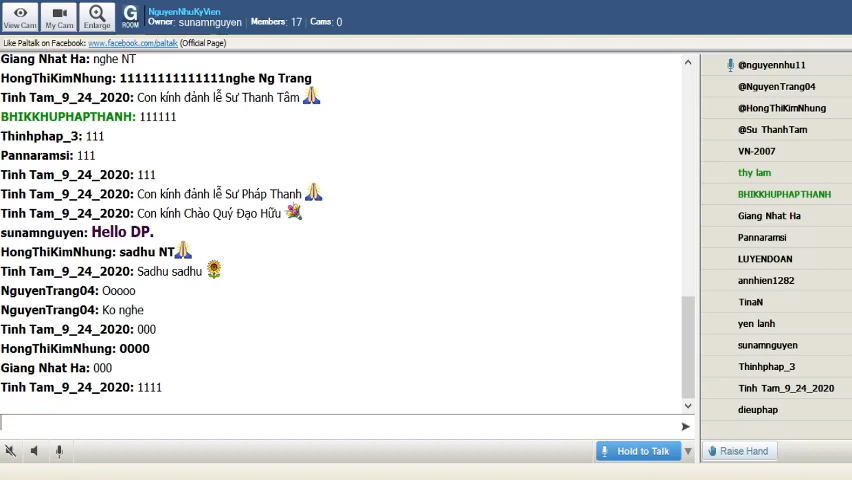 View Cam
My Cam
Enlarge
G
ROOM
NguyenNhuKyVien
Owner: sunamnguyen Members: 17 Cams: 0
Like Paltalk on Facebook: www.facebook.com/paltalk (Official Page)
Giang Nhat Ha: nghe NT
HongThiKimNhung: 11111111111111nghe Ng Trang
Tinh Tam_9_24_2020: Con kính đảnh lễ Sư Thanh Tâm
BHIKKHUPHAPTHANH: 111111
Thinhphap_3: 111
Pannaramsi: 111
Tinh Tam_9_24_2020: 111
Tinh Tam_9_24_2020: Con kính đảnh lễ Sư Pháp Thanh
Tinh Tam_9_24_2020: Con kính Chào Quý Đạo Hữu
sunamnguyen: Hello DP.
HongThiKimNhung: sadhu NT
Tinh Tam_9_24_2020: Sadhu sadhu
NguyenTrang04: Ooooo
NguyenTrang04: Ko nghe
Tinh Tam_9_24_2020: 000
HongThiKimNhung: 0000
Giang Nhat Ha: 000
Tinh Tam_9_24_2020: 1111
@nguyennhu11
@NguyenTrang04
@HongThiKimNhung
@Su ThanhTam
VN-2007
thy lam
BHIKKHUPHAPTHANH
Giang Nhat Ha
Pannaramsi
LUYENDOAN
annhien1282
TinaN
yen lanh
sunamnguyen
Thinhphap_3
Tinh Tam_9_24_2020
dieuphap
Hold to Talk
Raise Hand